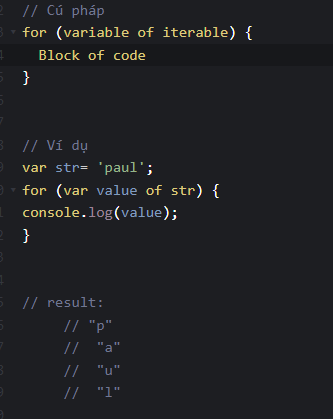 // Cú pháp
for (variable of iterable) {
  Block of code
}
// Ví dụ
var str= 'paul';
for (var value of str) {
console.log(value);
}
// result:
     // "p"
     //  "a"
     //  "u"
     //  "l"